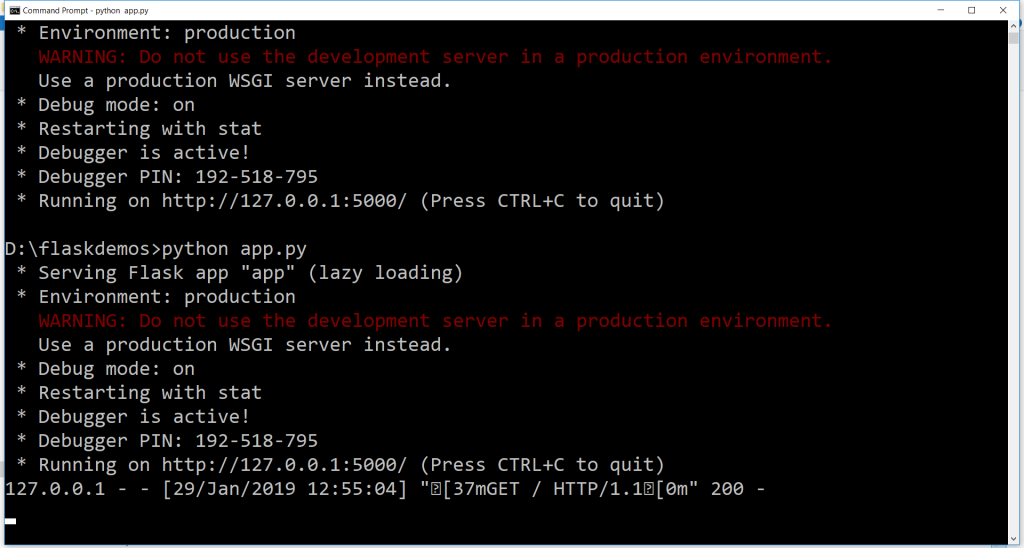 Command Prompt - python app.py
* Environment: production
WARNING: Do not use the development server in a production environment.
Use a production WSGI server instead.
* Debug mode: on
* Restarting with stat
* Debugger is active!
* Debugger PIN: 192-518-795
* Running on http://127.0.0.1:5000/ (Press CTRL+C to quit)
D:\flaskdemos>python app.py
* Serving Flask app "app" (lazy loading)
* Environment: production
WARNING: Do not use the development server in a production environment.
Use a production WSGI server instead.
* Debug mode: on
* Restarting with stat
* Debugger is active!
* Debugger PIN: 192-518-795
* Running on http://127.0.0.1:5000/ (Press CTRL+C to quit)
127.0.0.1 - - [29/Jan/2019 12:55:04] "⍰[37mGET / HTTP/1.1⍰[0m" 200 -